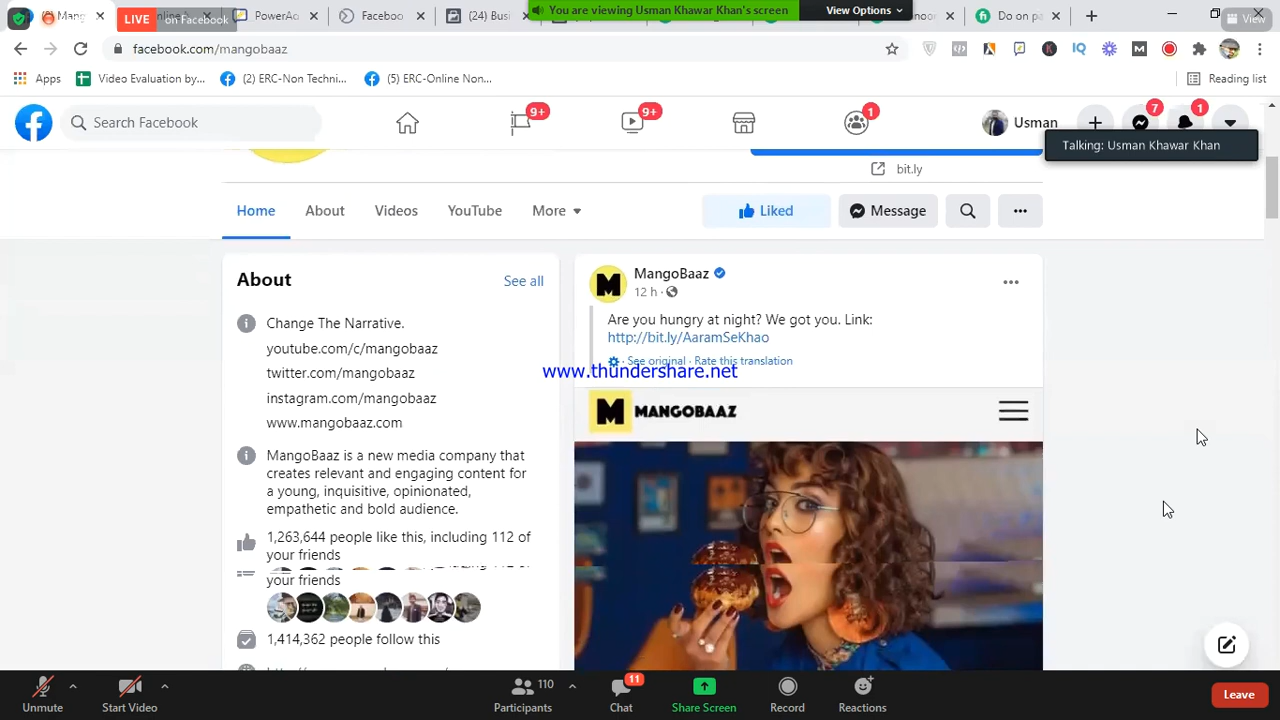 Mang
LIVE
on Facebook
PowerAc
Faceboo
(24) Busi
You are viewing Usman Khawar Khan's screen
View Options
Do on pa
View
facebook.com/mangobaaz
Apps
Video Evaluation by...
(2) ERC-Non Techni...
(5) ERC-Online Non...
Reading list
Search Facebook
9+
9+
1
Usman
7
1
Talking: Usman Khawar Khan
bit.ly
Home
About
Videos
YouTube
More
Liked
Message
About
See all
Change The Narrative.
youtube.com/c/mangobaaz
twitter.com/mangobaaz
instagram.com/mangobaaz
www.mangobaaz.com
MangoBaaz is a new media company that
creates relevant and engaging content for
a young, inquisitive, opinionated,
empathetic and bold audience.
1,263,644 people like this, including 112 of
your friends
your friends
1,414,362 people follow this
MangoBaaz
12 h
Are you hungry at night? We got you. Link:
http://bit.ly/AaramSeKhao
See original · Rate this translation
www.thundershare.net
M MANGOBAAZ
Unmute
Start Video
110
Participants
11
Chat
Share Screen
Record
Reactions
Leave